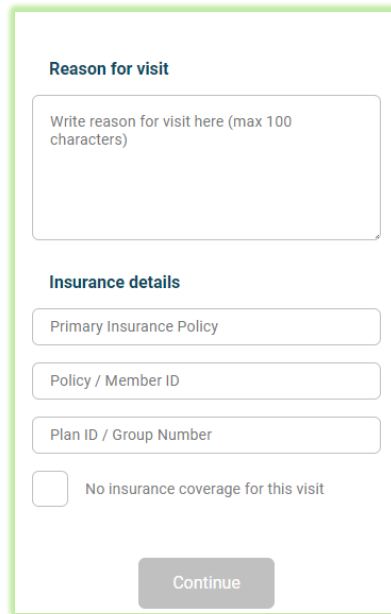 Reason for visit
Write reason for visit here (max 100
characters)
Insurance details
Primary Insurance Policy
Policy / Member ID
Plan ID / Group Number
No insurance coverage for this visit
Continue